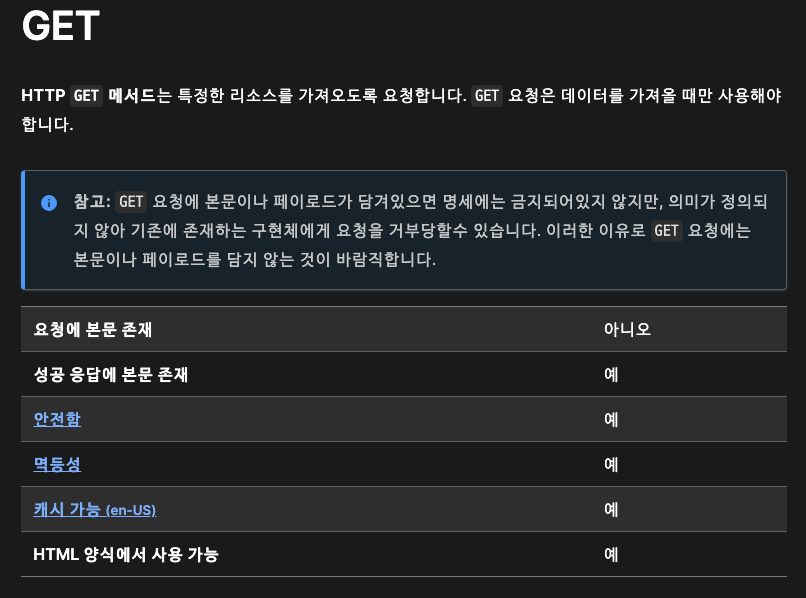 GET
HTTP GET 메서드는 특정한 리소스를 가져오도록 요청합니다. GET 요청은 데이터를 가져올 때만 사용해야
합니다.
참고: GET 요청에 본문이나 페이로드가 담겨있으면 명세에는 금지되어있지 않지만, 의미가 정의되
지 않아 기존에 존재하는 구현체에게 요청을 거부당할수 있습니다. 이러한 이유로 GET 요청에는
본문이나 페이로드를 담지 않는 것이 바람직합니다.
요청에 본문 존재 아니오
성공 응답에 본문 존재 예
안전함 예
멱등성 예
캐시 가능 (en-US) 예
HTML 양식에서 사용 가능 예